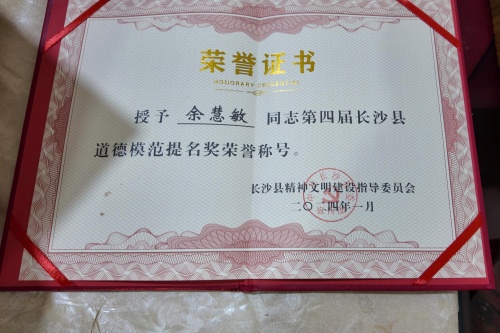 荣誉证书
HONORARY CREDENTIAL
授予 余慧敏 同志第四届长沙县
道德模范提名奖荣誉称号。
长沙县精神文明建设指导委员会
二〇二四年一月